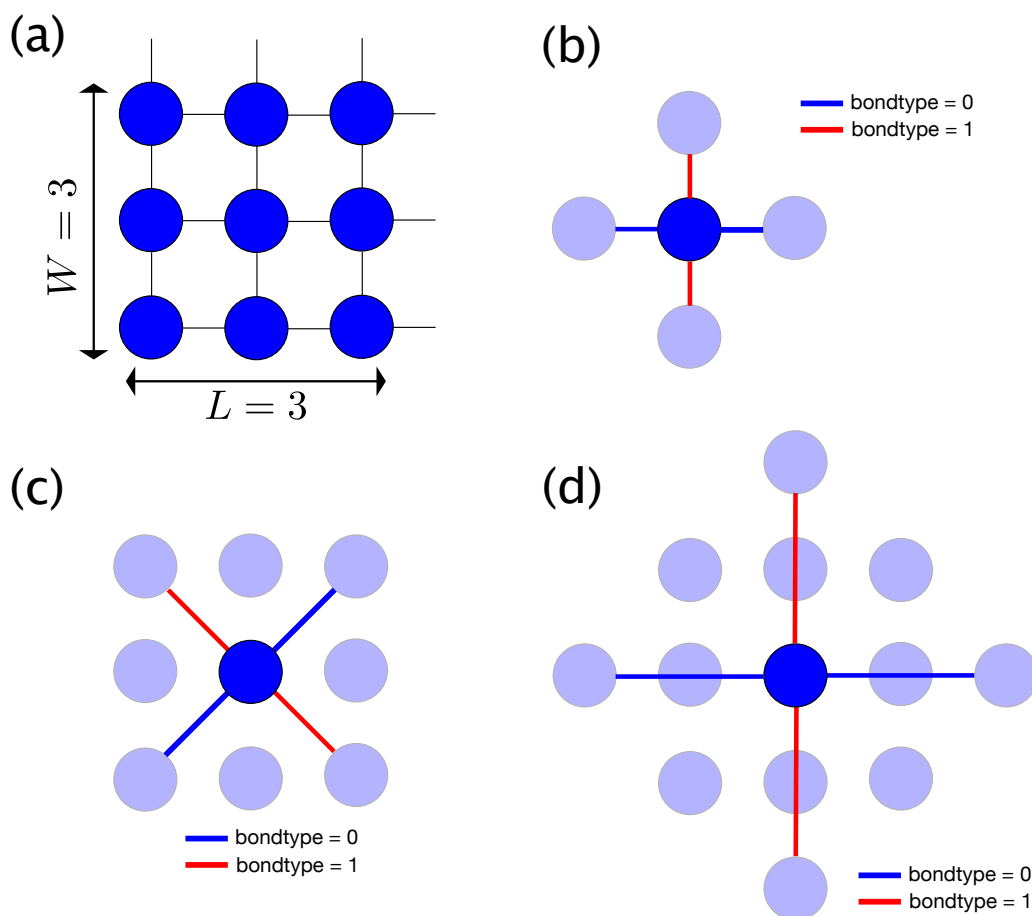 (a)
W = 3
L = 3
(b)
bondtype = 0
bondtype = 1
(c)
bondtype = 0
bondtype = 1
(d)
bondtype = 0
bondtype = 1